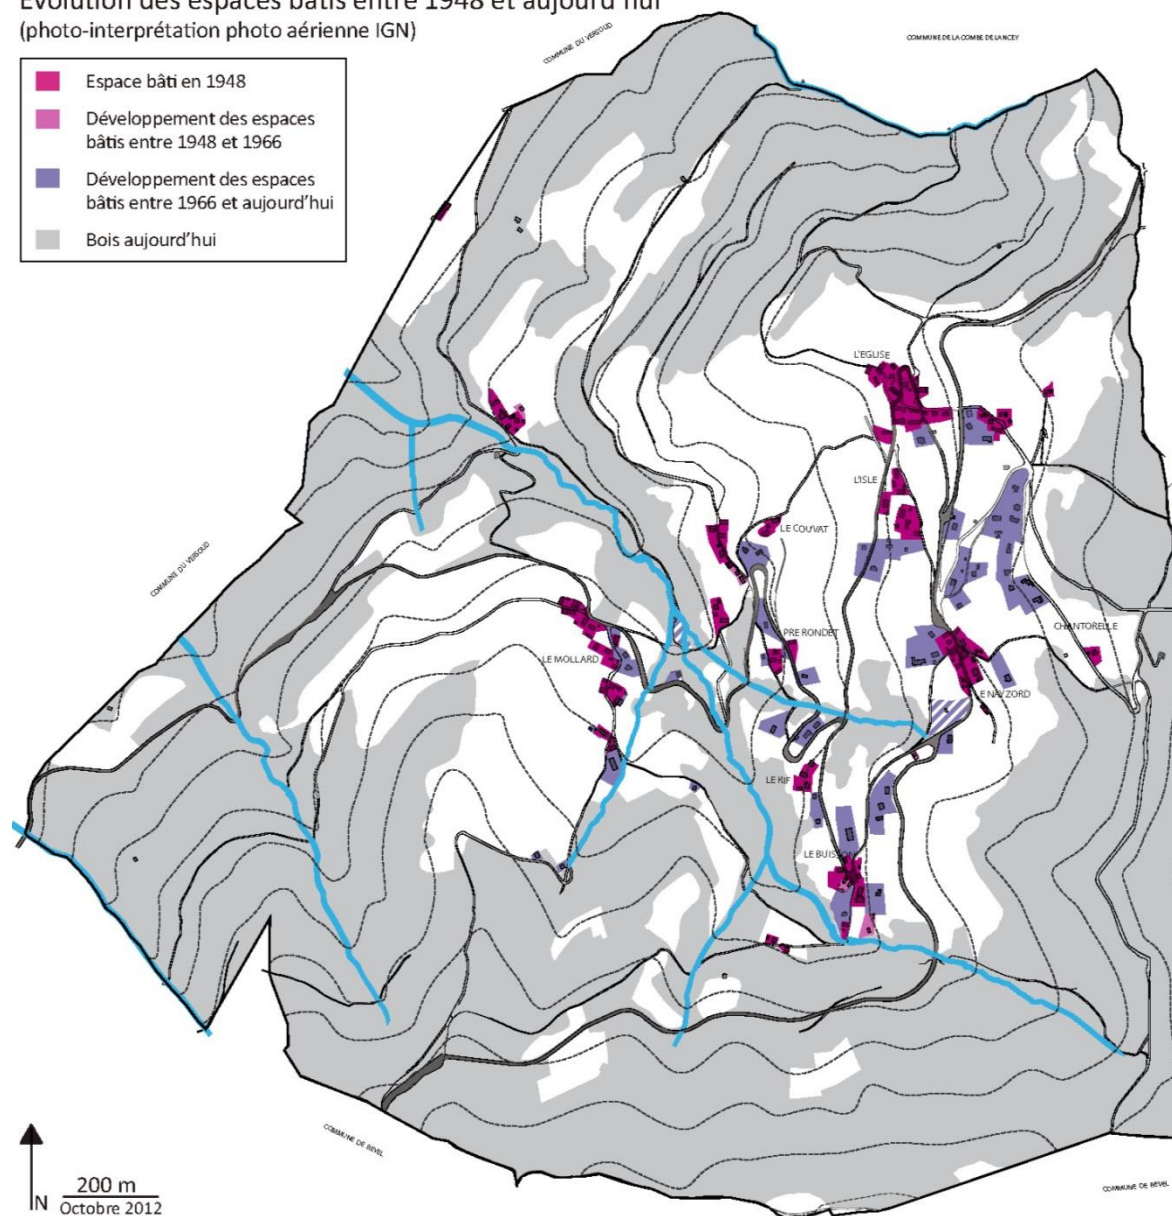 Evolution des espaces bâtis entre 1948 et aujourd'hui
(photo-interprétation photo aérienne IGN)
Espace bâti en 1948
Développement des espaces
bâtis entre 1948 et 1966
Développement des espaces
bâtis entre 1966 et aujourd'hui
Bois aujourd'hui
COMMUNE DU VERSOUD
COMMUNE DE LA COMBE DE LANCEY
L'EGLISE
L'ISLE
LE COUVAT
COMMUNE DU VERSOUD
PRE RONDET
CHANTORELLE
LE MOLLARD
LE NAYZORD
LE RIF
LE BUISSON
COMMUNE DE REVEL
COMMUNE DE REVEL
N
200 m
Octobre 2012